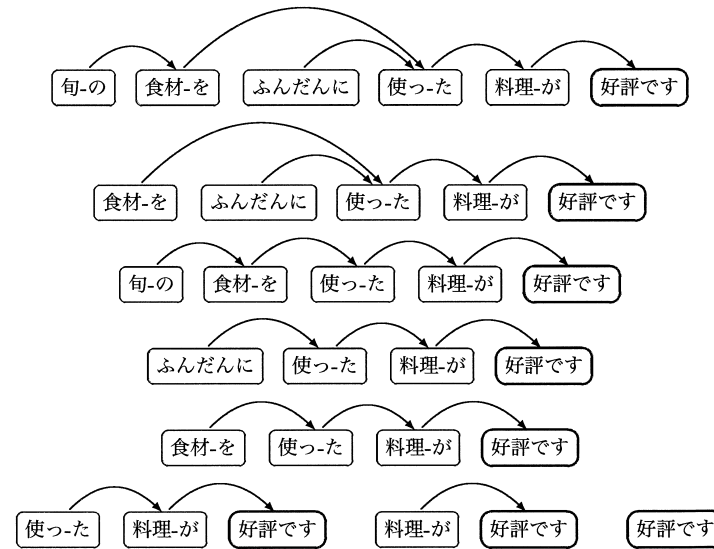 旬-の 食材-を ふんだんに 使っ-た 料理-が 好評です
食材-を ふんだんに 使っ-た 料理-が 好評です
旬-の 食材-を 使っ-た 料理-が 好評です
ふんだんに 使っ-た 料理-が 好評です
食材-を 使っ-た 料理-が 好評です
使っ-た 料理-が 好評です 料理-が 好評です 好評です